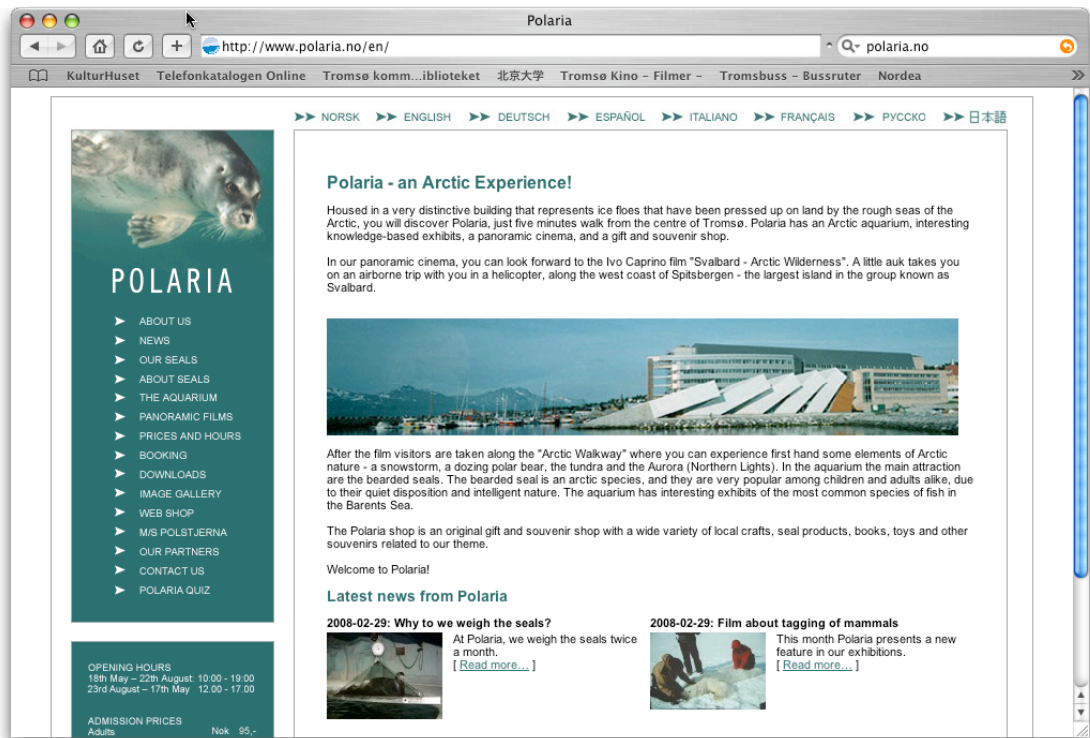 Polaria
http://www.polaria.no/en/
polaria.no
KulturHuset Telefonkatalogen Online Tromsø komm...iblioteket 北京大学 Tromsø Kino – Filmer – Tromsbuss – Bussruter Nordea
NORSK ENGLISH DEUTSCH ESPAÑOL ITALIANO FRANÇAIS РУССКО 日本語
POLARIA
ABOUT US
NEWS
OUR SEALS
ABOUT SEALS
THE AQUARIUM
PANORAMIC FILMS
PRICES AND HOURS
BOOKING
DOWNLOADS
IMAGE GALLERY
WEB SHOP
M/S POLSTJERNA
OUR PARTNERS
CONTACT US
POLARIA QUIZ
OPENING HOURS
18th May – 22th August: 10:00 - 19:00
23rd August – 17th May 12.00 - 17.00
ADMISSION PRICES
Adults Nok 95,-
Polaria - an Arctic Experience!
Housed in a very distinctive building that represents ice floes that have been pressed up on land by the rough seas of the
Arctic, you will discover Polaria, just five minutes walk from the centre of Tromsø. Polaria has an Arctic aquarium, interesting
knowledge-based exhibits, a panoramic cinema, and a gift and souvenir shop.
In our panoramic cinema, you can look forward to the Ivo Caprino film "Svalbard - Arctic Wilderness". A little auk takes you
on an airborne trip with you in a helicopter, along the west coast of Spitsbergen - the largest island in the group known as
Svalbard.
After the film visitors are taken along the "Arctic Walkway" where you can experience first hand some elements of Arctic
nature - a snowstorm, a dozing polar bear, the tundra and the Aurora (Northern Lights). In the aquarium the main attraction
are the bearded seals. The bearded seal is an arctic species, and they are very popular among children and adults alike, due
to their quiet disposition and intelligent nature. The aquarium has interesting exhibits of the most common species of fish in
the Barents Sea.
The Polaria shop is an original gift and souvenir shop with a wide variety of local crafts, seal products, books, toys and other
souvenirs related to our theme.
Welcome to Polaria!
Latest news from Polaria
2008-02-29: Why to we weigh the seals?
At Polaria, we weigh the seals twice
a month.
[ Read more... ]
2008-02-29: Film about tagging of mammals
This month Polaria presents a new
feature in our exhibitions.
[ Read more... ]